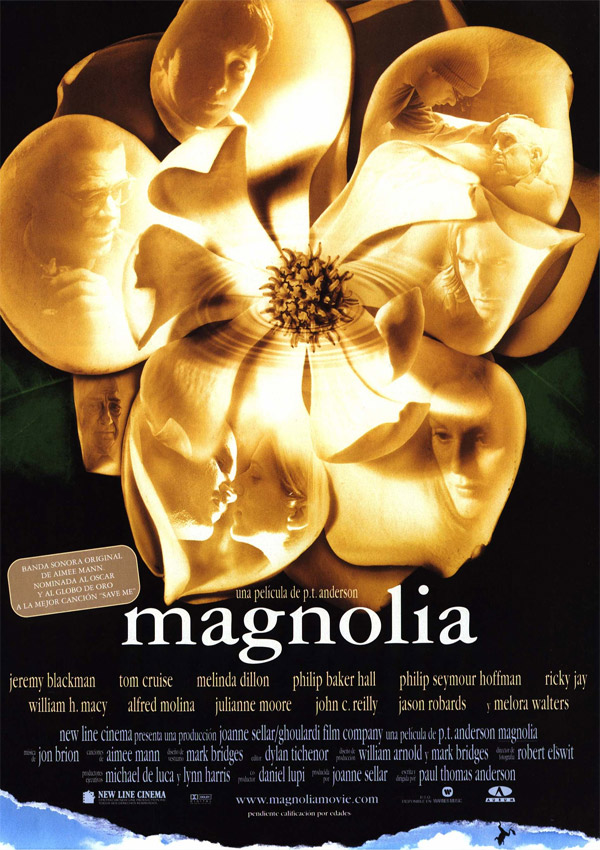 BANDA SONORA ORIGINAL
DE AIMEE MANN.
NOMINADA AL OSCAR
Y AL GLOBO DE ORO
A LA MEJOR CANCIÓN "SAVE ME"
una película de p.t. anderson
magnolia
jeremy blackman tom cruise melinda dillon philip baker hall philip seymour hoffman ricky jay
william h. macy alfred molina julianne moore john c. reilly jason robards y melora walters
new line cinema presenta una producción joanne sellar/ghoulardi film company una película de p.t. anderson magnolia
música de jon brion canciones de aimee mann diseño de vestuario mark bridges editor dylan tichenor diseño de producción william arnold y mark bridges director de fotografía robert elswit
productores ejecutivos michael de luca y lynn harris co productor daniel lupi producida por joanne sellar escrita y dirigida por paul thomas anderson
NEW LINE CINEMA DOLBY www.magnoliamovie.com AURUM
pendiente calificación por edades.